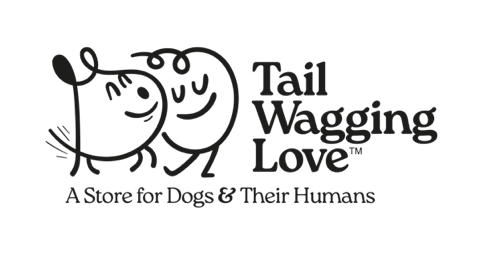 Tail
Wagging
Love™
A Store for Dogs & Their Humans